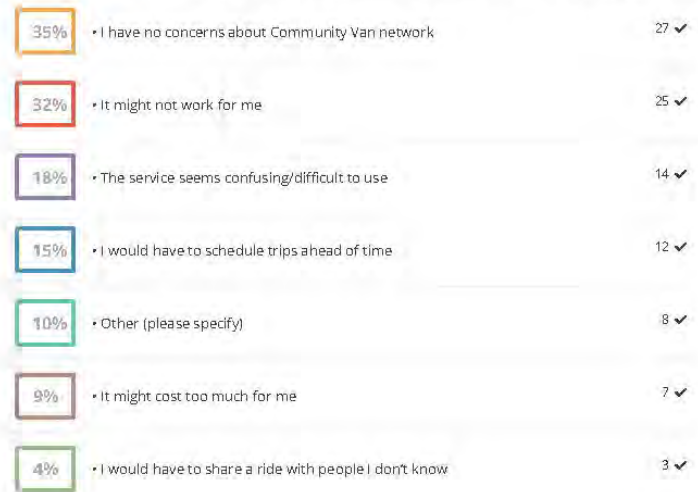 35% • I have no concerns about Community Van network 27 ✔
32% • It might not work for me 25 ✔
18% • The service seems confusing/difficult to use 14 ✔
15% • I would have to schedule trips ahead of time 12 ✔
10% • Other (please specify) 8 ✔
9% • It might cost too much for me 7 ✔
4% • I would have to share a ride with people I don't know 3 ✔